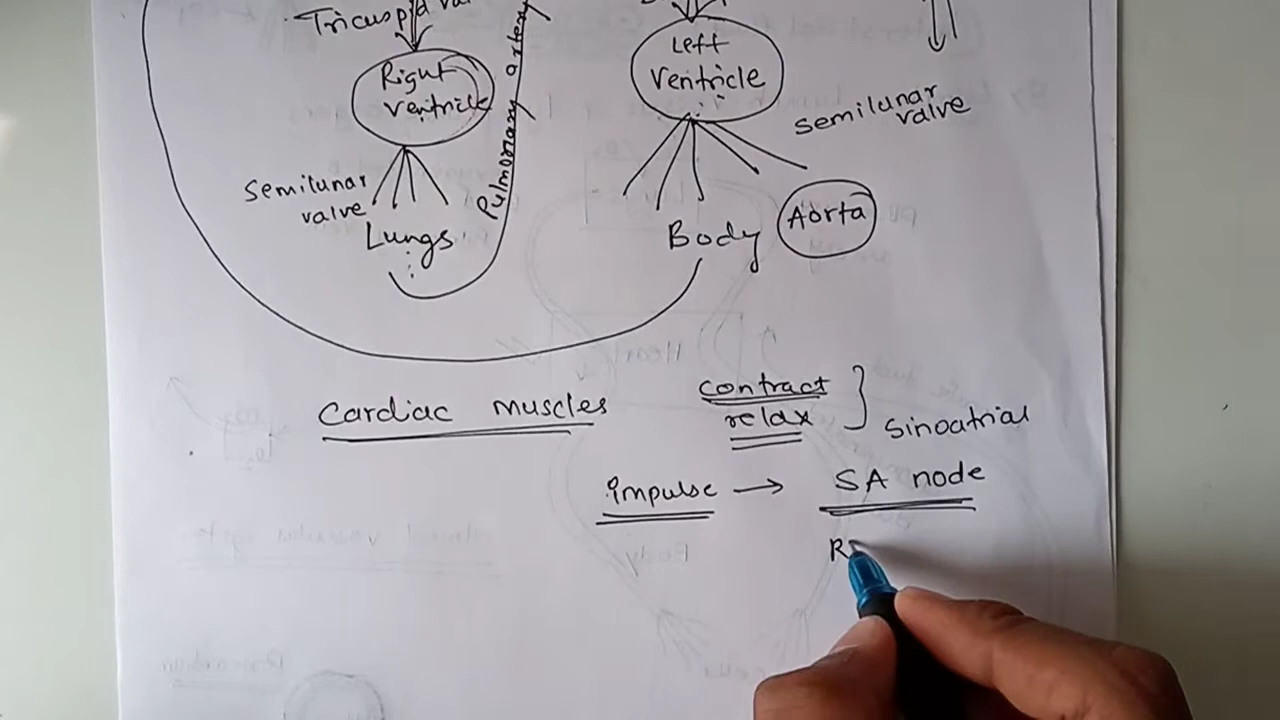 Tricuspid va
Right
ventricle
Semilunar
valve
Lungs
Pulmonary artery
Left
Ventricle
Semilunar
valve
Body
Aorta
Cardiac muscles
contract
relax
Sinoatrial
impulse → SA node
R